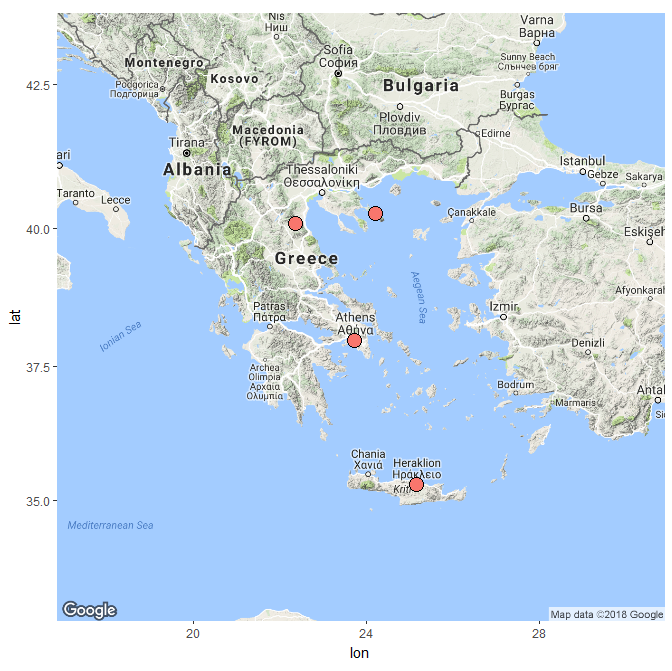 Varna
Варна
Nis
Ниш
Sofia
София
Sunny Beach
Слънчев бряг
Montenegro
Kosovo
Bulgaria
42.5
Podgorica
Подгорица
Burgas
Бургас
Plovdiv
Пловдив
Macedonia
(FYROM)
Edirne
Tirana
ari
Albania
Istanbul
Gebze
Sakarya
Thessaloniki
Θεσσαλονίκη
Taranto
Lecce
Çanakkale
Bursa
40.0
Eskişe
Greece
Aegean Sea
Afyonkarah
Patras
Πάτρα
Izmir
Athens
Αθήνα
lat
Ionian Sea
Denizli
37.5
Archea
Olimpia
Αρχαία
Ολυμπία
Bodrum
Antal
Marmaris
Si
Chania
Χανιά
Heraklion
Ηράκλειο
35.0
Mediterranean Sea
Google
Map data ©2018 Google
20
24
28
lon